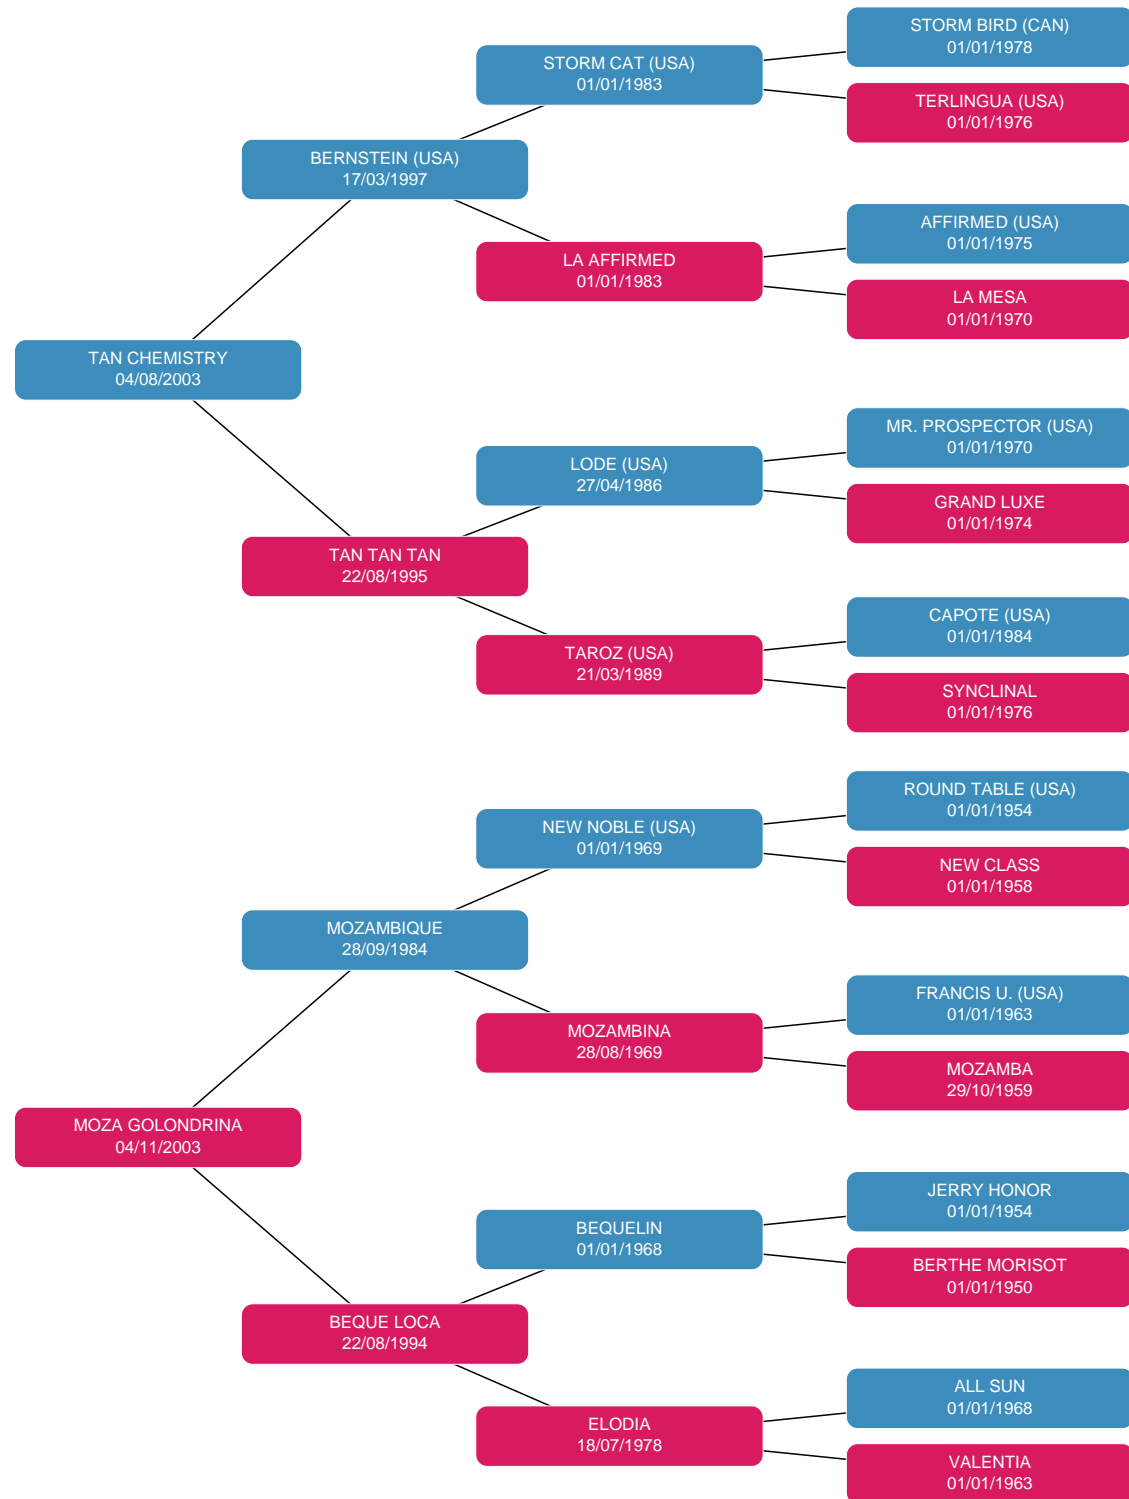 STORM BIRD (CAN)
01/01/1978
STORM CAT (USA)
01/01/1983
TERLINGUA (USA)
01/01/1976
BERNSTEIN (USA)
17/03/1997
AFFIRMED (USA)
01/01/1975
LA AFFIRMED
01/01/1983
LA MESA
01/01/1970
TAN CHEMISTRY
04/08/2003
MR. PROSPECTOR (USA)
01/01/1970
LODE (USA)
27/04/1986
GRAND LUXE
01/01/1974
TAN TAN TAN
22/08/1995
CAPOTE (USA)
01/01/1984
TAROZ (USA)
21/03/1989
SYNCLINAL
01/01/1976
ROUND TABLE (USA)
01/01/1954
NEW NOBLE (USA)
01/01/1969
NEW CLASS
01/01/1958
MOZAMBIQUE
28/09/1984
FRANCIS U. (USA)
01/01/1963
MOZAMBINA
28/08/1969
MOZAMBA
29/10/1959
MOZA GOLONDRINA
04/11/2003
JERRY HONOR
01/01/1954
BEQUELIN
01/01/1968
BERTHE MORISOT
01/01/1950
BEQUE LOCA
22/08/1994
ALL SUN
01/01/1968
ELODIA
18/07/1978
VALENTIA
01/01/1963